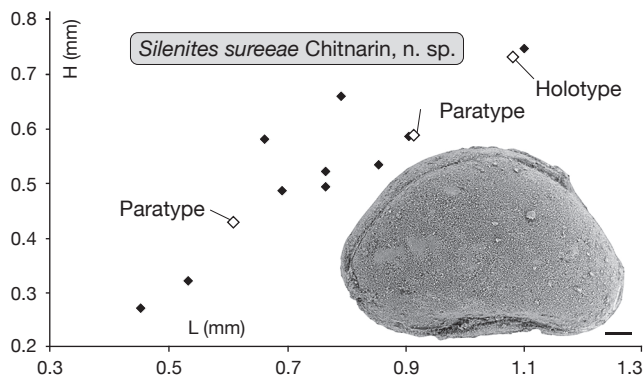 0.8
H (mm)
Silenites sureeae Chitnarin, n. sp.
0.7
Holotype
Paratype
0.6
0.5
Paratype
0.4
0.3
L (mm)
0.2
0.3 0.5 0.7 0.9 1.1 1.3